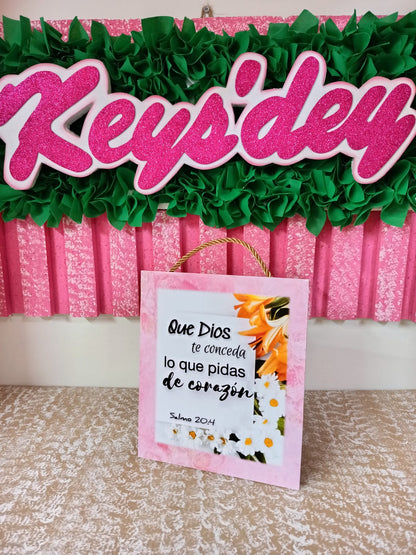 Keys'dey
Que Dios
te conceda
lo que pidas
de corazón
Salmo 20:4